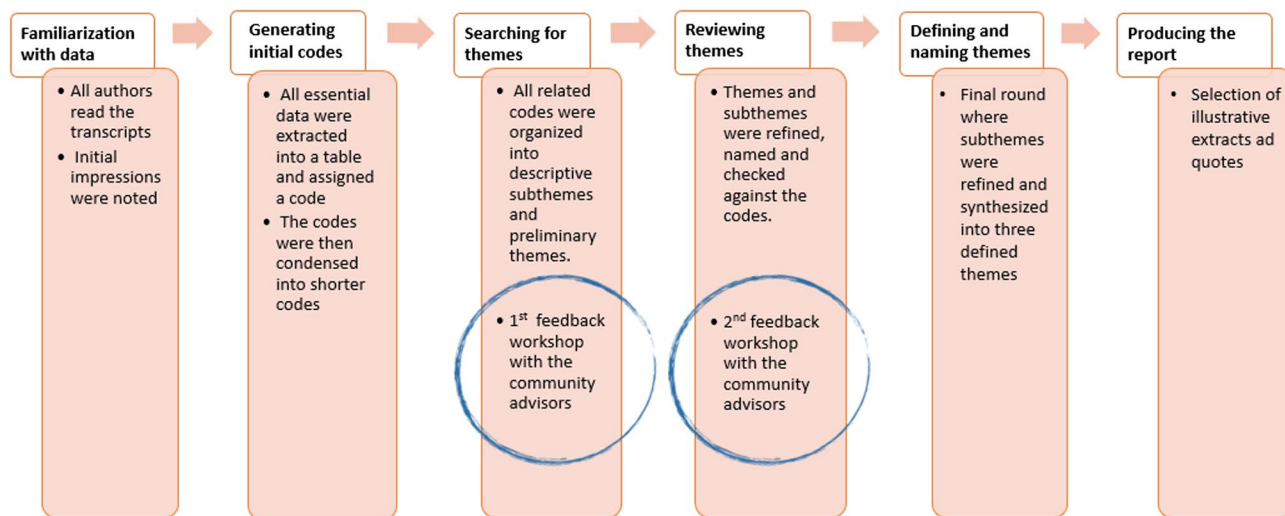 Familiarization
with data
• All authors
read the
transcripts
• Initial
impressions
were noted
Generating
initial codes
• All essential
data were
extracted
into a table
and assigned
a code
• The codes
were then
condensed
into shorter
codes
Searching for
themes
• All related
codes were
organized
into
descriptive
subthemes
and
preliminary
themes.
• 1st feedback
workshop
with the
community
advisors
Reviewing
themes
• Themes and
subthemes
were refined,
named and
checked
against the
codes.
• 2nd feedback
workshop
with the
community
advisors
Defining and
naming themes
• Final round
where
subthemes
were
refined and
synthesized
into three
defined
themes
Producing the
report
• Selection of
illustrative
extracts ad
quotes